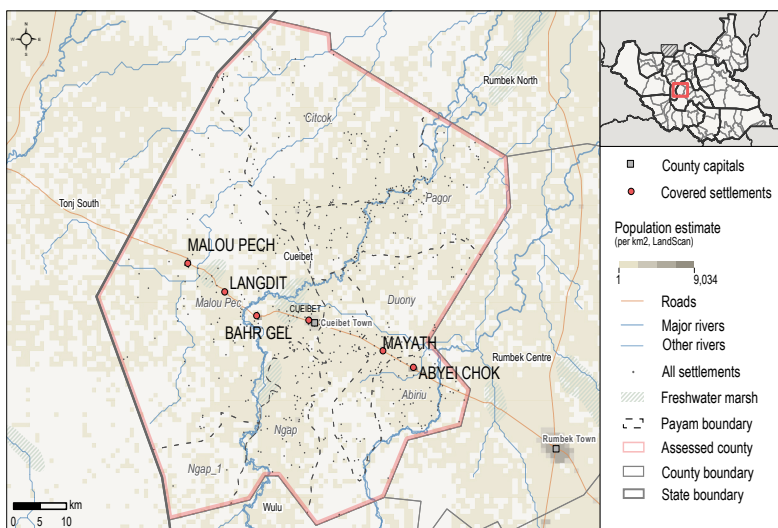 N
W
E
S
Rumbek North
Citcok
Tonj South
Pagor
MALOU PECH
Cueibet
LANGDIT
Malou Pec
Duony
CUEIBET
Cueibet Town
BAHR GEL
MAYATH
Rumbek Centre
ABYEI CHOK
Abiriu
Ngap
Rumbek Town
Ngap_1
Wulu
km
0 5 10
County capitals
Covered settlements
Population estimate
(per km2, LandScan)
1 9,034
Roads
Major rivers
Other rivers
All settlements
Freshwater marsh
Payam boundary
Assessed county
County boundary
State boundary